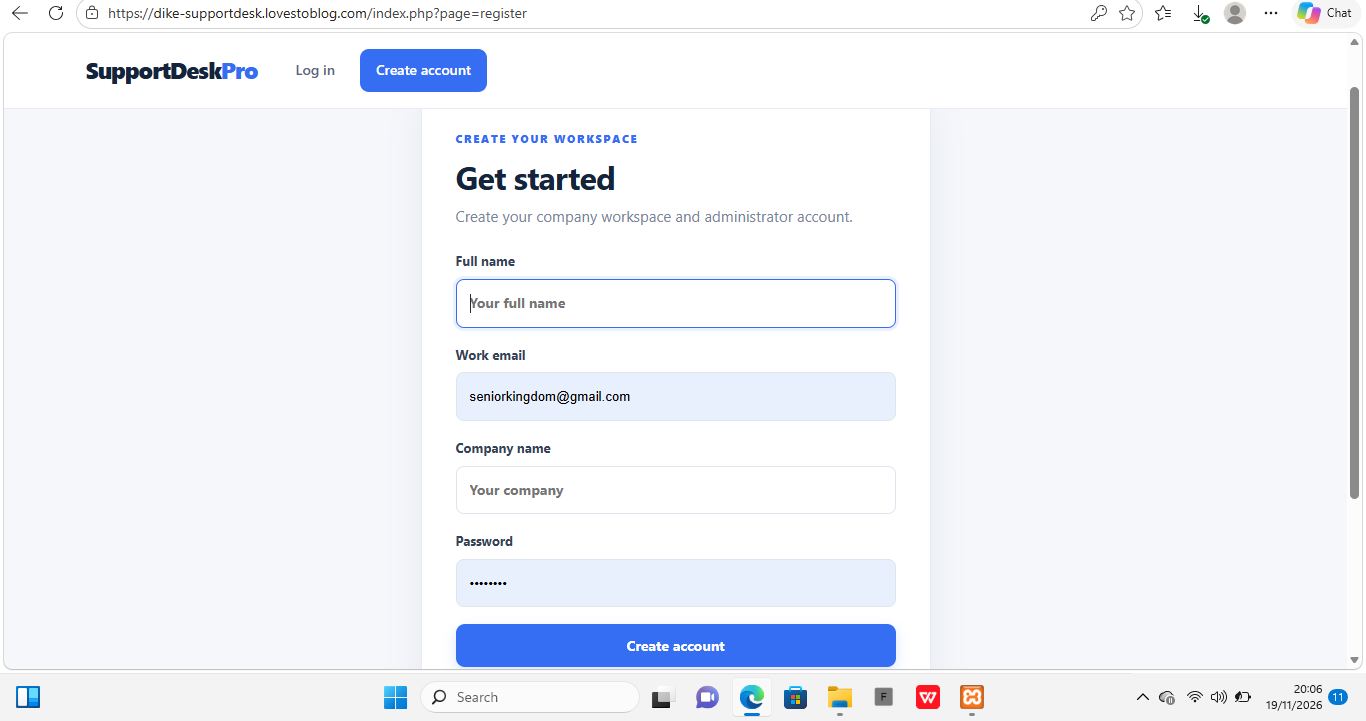 https://dike-supportdesk.lovestoblog.com/index.php?page=register
Chat
SupportDeskPro
Log in
Create account
CREATE YOUR WORKSPACE
Get started
Create your company workspace and administrator account.
Full name
Your full name
Work email
seniorkingdom@gmail.com
Company name
Your company
Password
••••••••
Create account
Search
F
W
20:06
19/11/2026
11